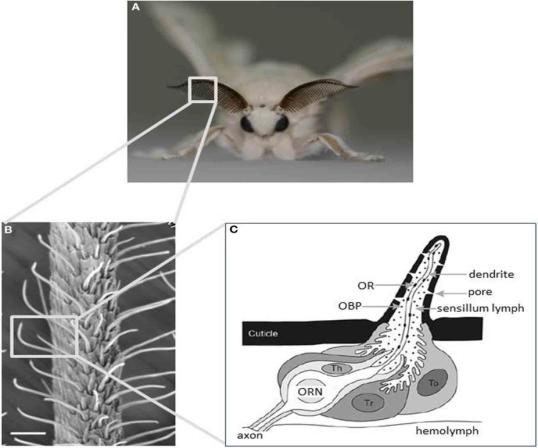 A
B
C
OR
dendrite
pore
OBP
sensillum lymph
Cuticle
Th
ORN
Tr
To
axon
hemolymph